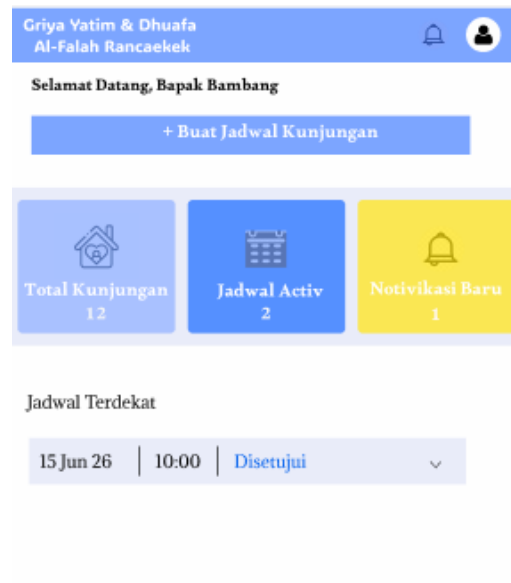 Griya Yatim & Dhuafa
Al-Falah Rancaekek
Selamat Datang, Bapak Bambang
+ Buat Jadwal Kunjungan
Total Kunjungan
12
Jadwal Activ
2
Notivikasi Baru
1
Jadwal Terdekat
15 Jun 26 | 10:00 | Disetujui